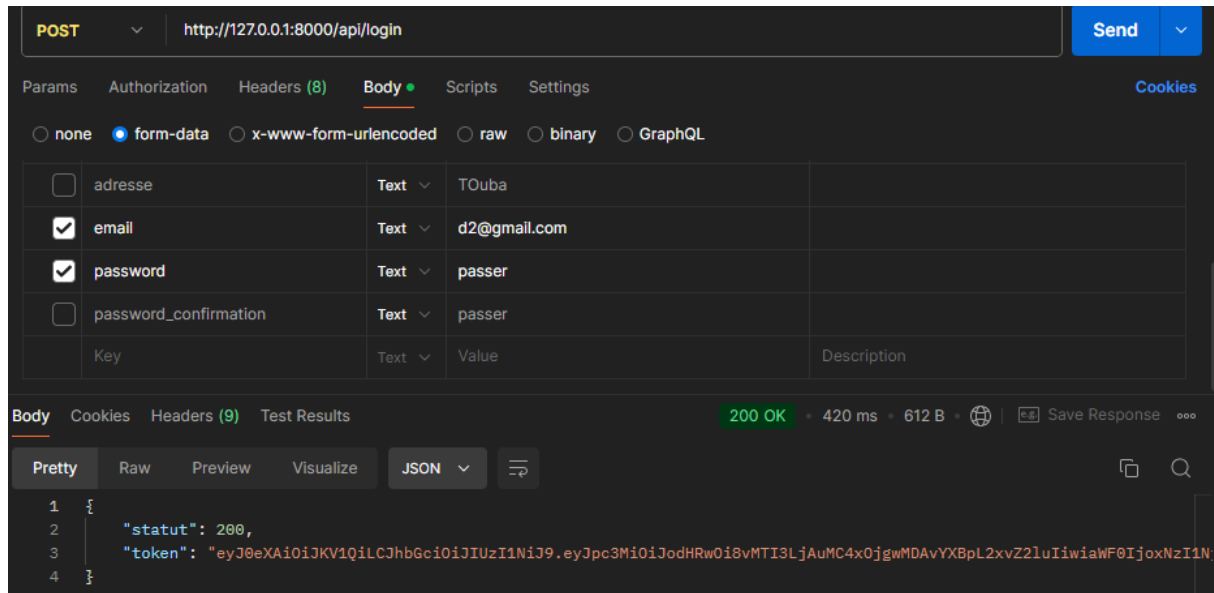 POST http://127.0.0.1:8000/api/login Send
Params Authorization Headers (8) Body Scripts Settings Cookies
none form-data x-www-form-urlencoded raw binary GraphQL
adresse Text TOuba
email Text d2@gmail.com
password Text passer
password_confirmation Text passer
Key Text Value Description
Body Cookies Headers (9) Test Results 200 OK 420 ms 612 B e.g. Save Response
Pretty Raw Preview Visualize JSON
1 {
2 "statut": 200,
3 "token": "eyJ0eXAiOiJKV1QiLCJhbGciOiJIUzI1NiJ9.eyJpc3MiOiJodHRwOi8vMTI3LjAuMC4xOjgwMDAvYXBpL2xvZ2luIiwiaWF0IjoxNzI1N
4 }